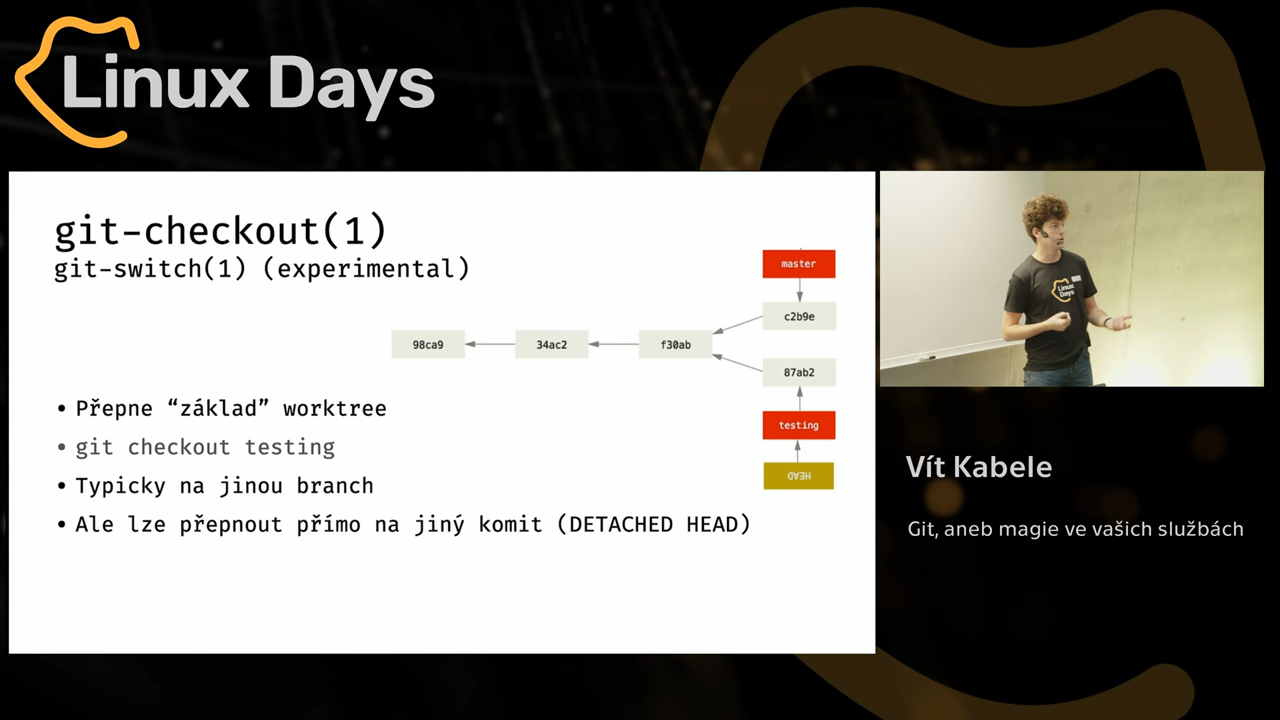 Linux Days
git-checkout(1)
git-switch(1) (experimental)
master
c2b9e
98ca9
34ac2
f30ab
87ab2
testing
HEAD
• Přepne “základ” worktree
• git checkout testing
• Typicky na jinou branch
• Ale lze přepnout přímo na jiný komit (DETACHED HEAD)
Linux
Days
Vít Kabele
Git, aneb magie ve vašich službách